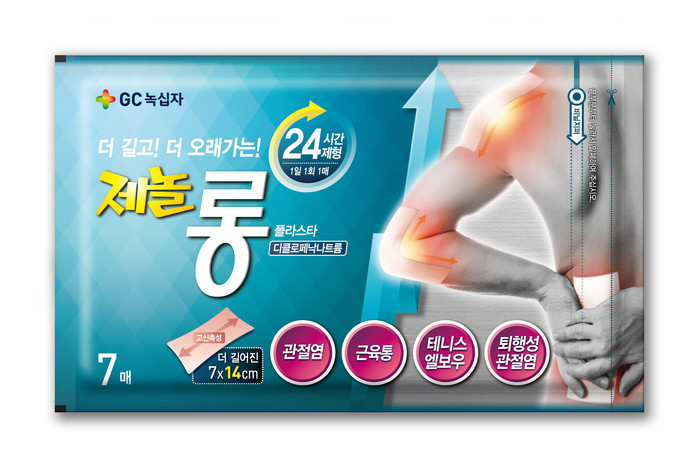 GC 녹십자
더 길고! 더 오래가는!
24시간
제형
1일 1회 1매
제놀
롱
플라스타
디클로페낙나트륨
고신축성
더 길어진
7x14cm
7매
관절염
근육통
테니스
엘보우
퇴행성
관절염